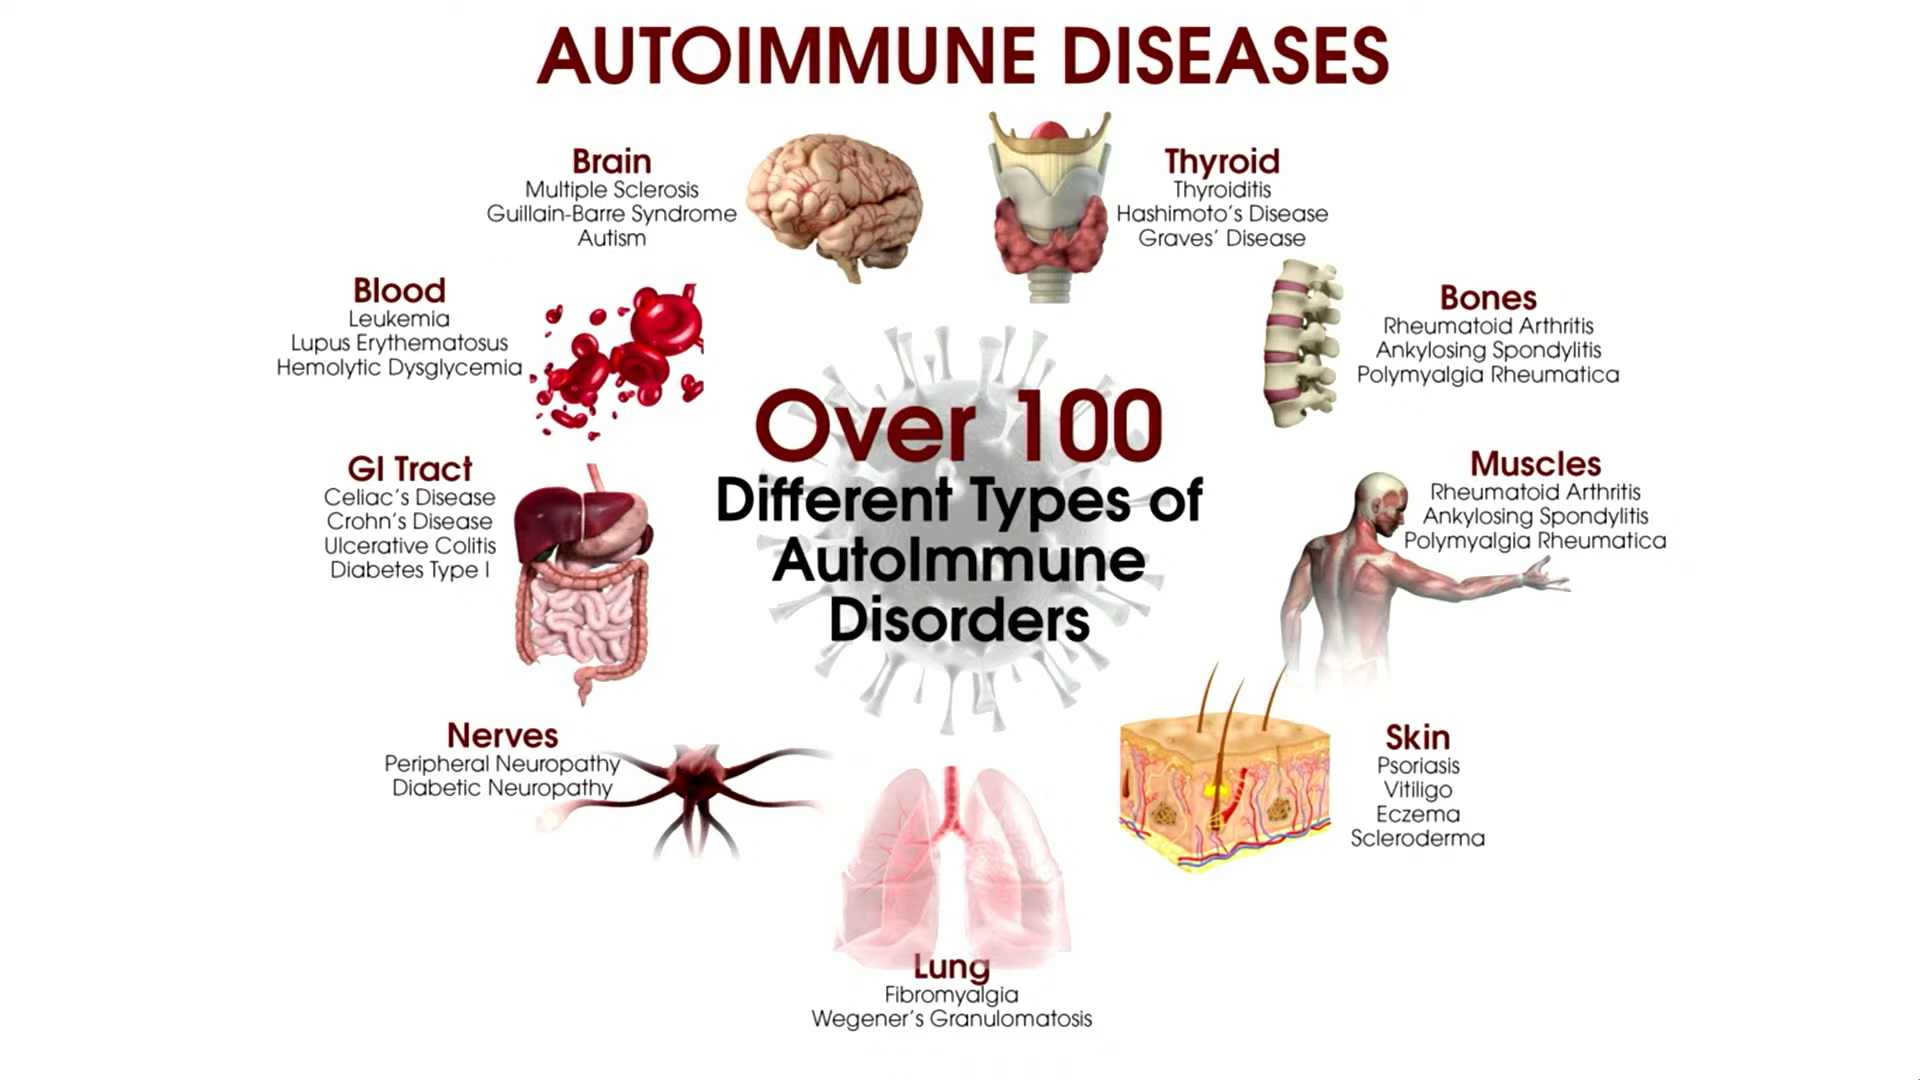 AUTOIMMUNE DISEASES
Brain
Multiple Sclerosis
Guillain-Barre Syndrome
Autism
Thyroid
Thyroiditis
Hashimoto's Disease
Graves' Disease
Blood
Leukemia
Lupus Erythematosus
Hemolytic Dysglycemia
Bones
Rheumatoid Arthritis
Ankylosing Spondylitis
Polymyalgia Rheumatica
Over 100
Different Types of
AutoImmune
Disorders
GI Tract
Celiac's Disease
Crohn's Disease
Ulcerative Colitis
Diabetes Type I
Muscles
Rheumatoid Arthritis
Ankylosing Spondylitis
Polymyalgia Rheumatica
Nerves
Peripheral Neuropathy
Diabetic Neuropathy
Skin
Psoriasis
Vitiligo
Eczema
Scleroderma
Lung
Fibromyalgia
Wegener's Granulomatosis